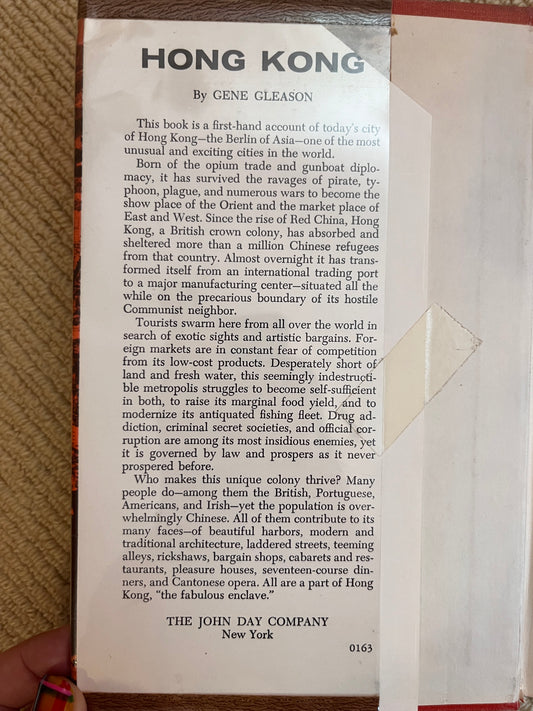 HONG KONG
By GENE GLEASON
This book is a first-hand account of today's city
of Hong Kong—the Berlin of Asia—one of the most
unusual and exciting cities in the world.
Born of the opium trade and gunboat diplo-
macy, it has survived the ravages of pirate, ty-
phoon, plague, and numerous wars to become the
show place of the Orient and the market place of
East and West. Since the rise of Red China, Hong
Kong, a British crown colony, has absorbed and
sheltered more than a million Chinese refugees
from that country. Almost overnight it has trans-
formed itself from an international trading port
to a major manufacturing center—situated all the
while on the precarious boundary of its hostile
Communist neighbor.
Tourists swarm here from all over the world in
search of exotic sights and artistic bargains. For-
eign markets are in constant fear of competition
from its low-cost products. Desperately short of
land and fresh water, this seemingly indestructi-
ble metropolis struggles to become self-sufficient
in both, to raise its marginal food yield, and to
modernize its antiquated fishing fleet. Drug ad-
diction, criminal secret societies, and official cor-
ruption are among its most insidious enemies, yet
it is governed by law and prospers as it never
prospered before.
Who makes this unique colony thrive? Many
people do—among them the British, Portuguese,
Americans, and Irish—yet the population is over-
whelmingly Chinese. All of them contribute to its
many faces—of beautiful harbors, modern and
traditional architecture, laddered streets, teeming
alleys, rickshaws, bargain shops, cabarets and res-
taurants, pleasure houses, seventeen-course din-
ners, and Cantonese opera. All are a part of Hong
Kong, "the fabulous enclave."
THE JOHN DAY COMPANY
New York
0163